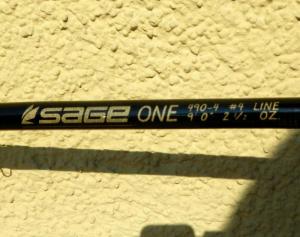 SAGE ONE 990-4 #9 LINE
9' 0" 2 1/2 OZ.